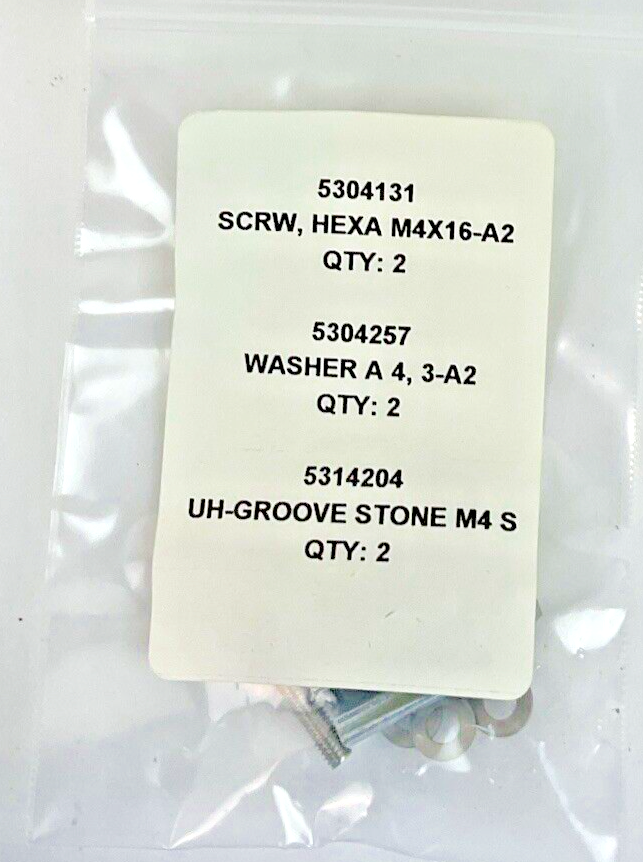 5304131
SCRW, HEXA M4X16-A2
QTY: 2
5304257
WASHER A 4, 3-A2
QTY: 2
5314204
UH-GROOVE STONE M4 S
QTY: 2